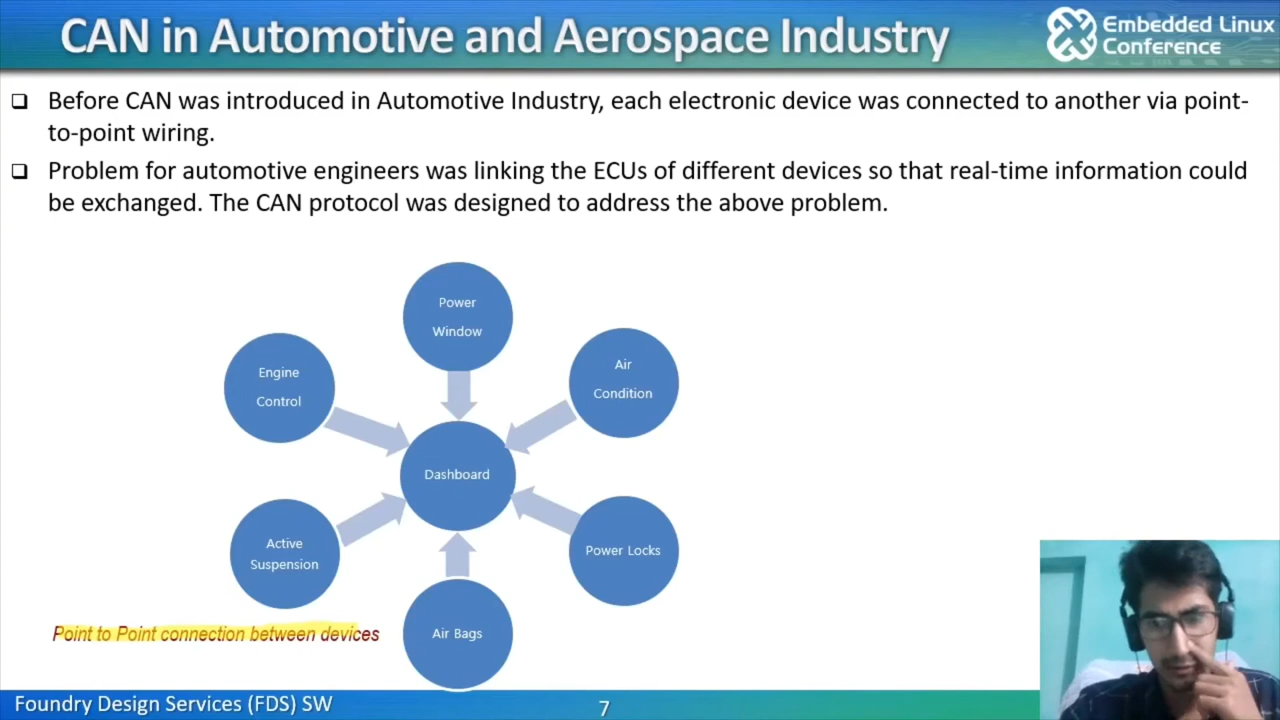 CAN in Automotive and Aerospace Industry
Embedded Linux
Conference
❑ Before CAN was introduced in Automotive Industry, each electronic device was connected to another via point-
to-point wiring.
❑ Problem for automotive engineers was linking the ECUs of different devices so that real-time information could
be exchanged. The CAN protocol was designed to address the above problem.
Power
Window
Engine
Control
Air
Condition
Dashboard
Active
Suspension
Power Locks
Air Bags
Point to Point connection between devices
Foundry Design Services (FDS) SW
7